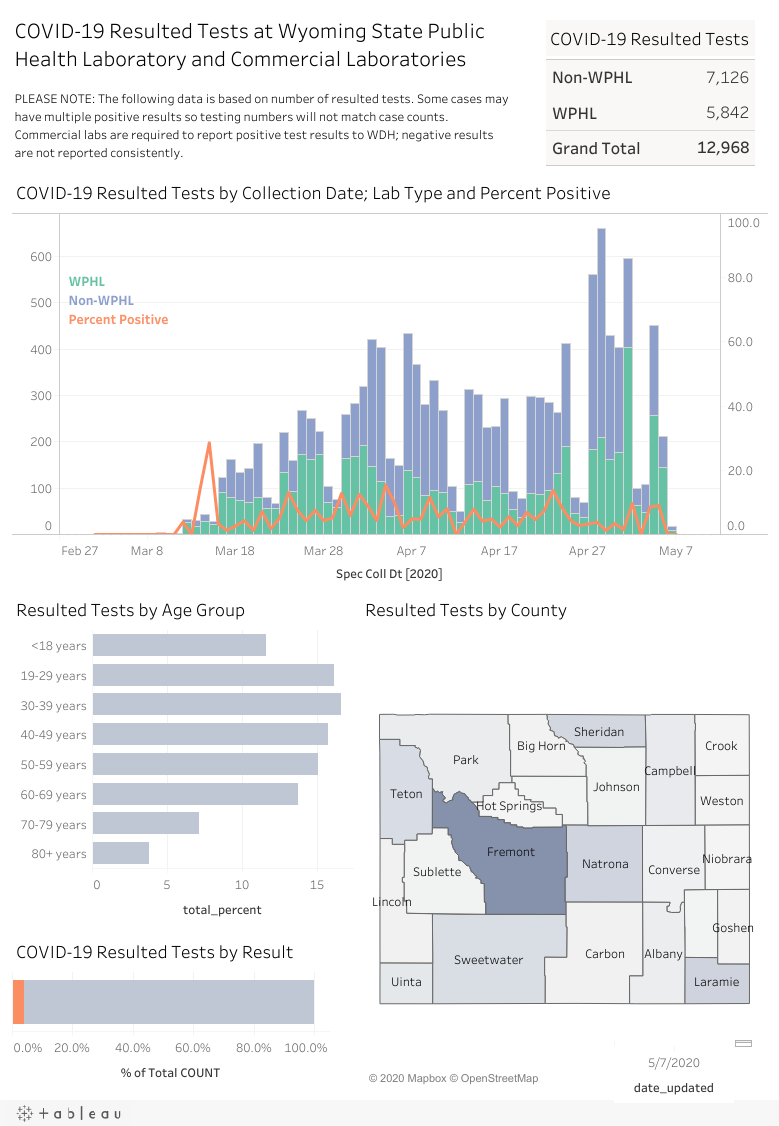 COVID-19 Resulted Tests at Wyoming State Public
Health Laboratory and Commercial Laboratories
PLEASE NOTE: The following data is based on number of resulted tests. Some cases may
have multiple positive results so testing numbers will not match case counts.
Commercial labs are required to report positive test results to WDH; negative results
are not reported consistently.
COVID-19 Resulted Tests
Non-WPHL 7,126
WPHL 5,842
Grand Total 12,968
COVID-19 Resulted Tests by Collection Date; Lab Type and Percent Positive
WPHL
Non-WPHL
Percent Positive
600
500
400
300
200
100
0
100.0
80.0
60.0
40.0
20.0
0.0
Feb 27 Mar 8 Mar 18 Mar 28 Apr 7 Apr 17 Apr 27 May 7
Spec Coll Dt [2020]
Resulted Tests by Age Group
<18 years
19-29 years
30-39 years
40-49 years
50-59 years
60-69 years
70-79 years
80+ years
0 5 10 15
total_percent
COVID-19 Resulted Tests by Result
0.0% 20.0% 40.0% 60.0% 80.0% 100.0%
% of Total COUNT
Resulted Tests by County
Sheridan
Big Horn
Crook
Park
Campbell
Johnson
Teton
Hot Springs
Weston
Fremont
Natrona
Niobrara
Converse
Sublette
Lincoln
Goshen
Carbon
Albany
Sweetwater
Uinta
Laramie
© 2020 Mapbox © OpenStreetMap
5/7/2020
date_updated
+ableau